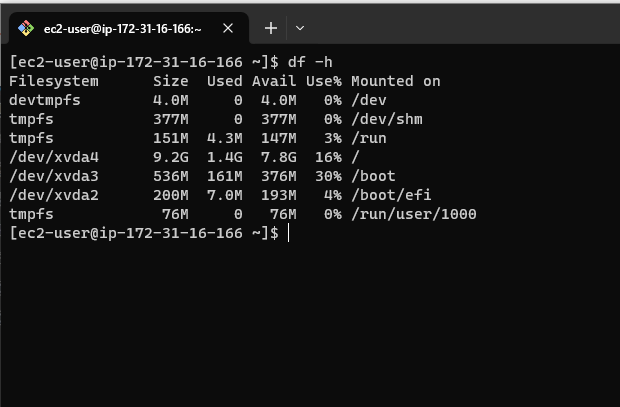 ec2-user@ip-172-31-16-166:~
[ec2-user@ip-172-31-16-166 ~]$ df -h
Filesystem      Size  Used Avail Use% Mounted on
devtmpfs        4.0M     0  4.0M   0% /dev
tmpfs           377M     0  377M   0% /dev/shm
tmpfs           151M  4.3M  147M   3% /run
/dev/xvda4      9.2G  1.4G  7.8G  16% /
/dev/xvda3      536M  161M  376M  30% /boot
/dev/xvda2      200M  7.0M  193M   4% /boot/efi
tmpfs            76M     0   76M   0% /run/user/1000
[ec2-user@ip-172-31-16-166 ~]$